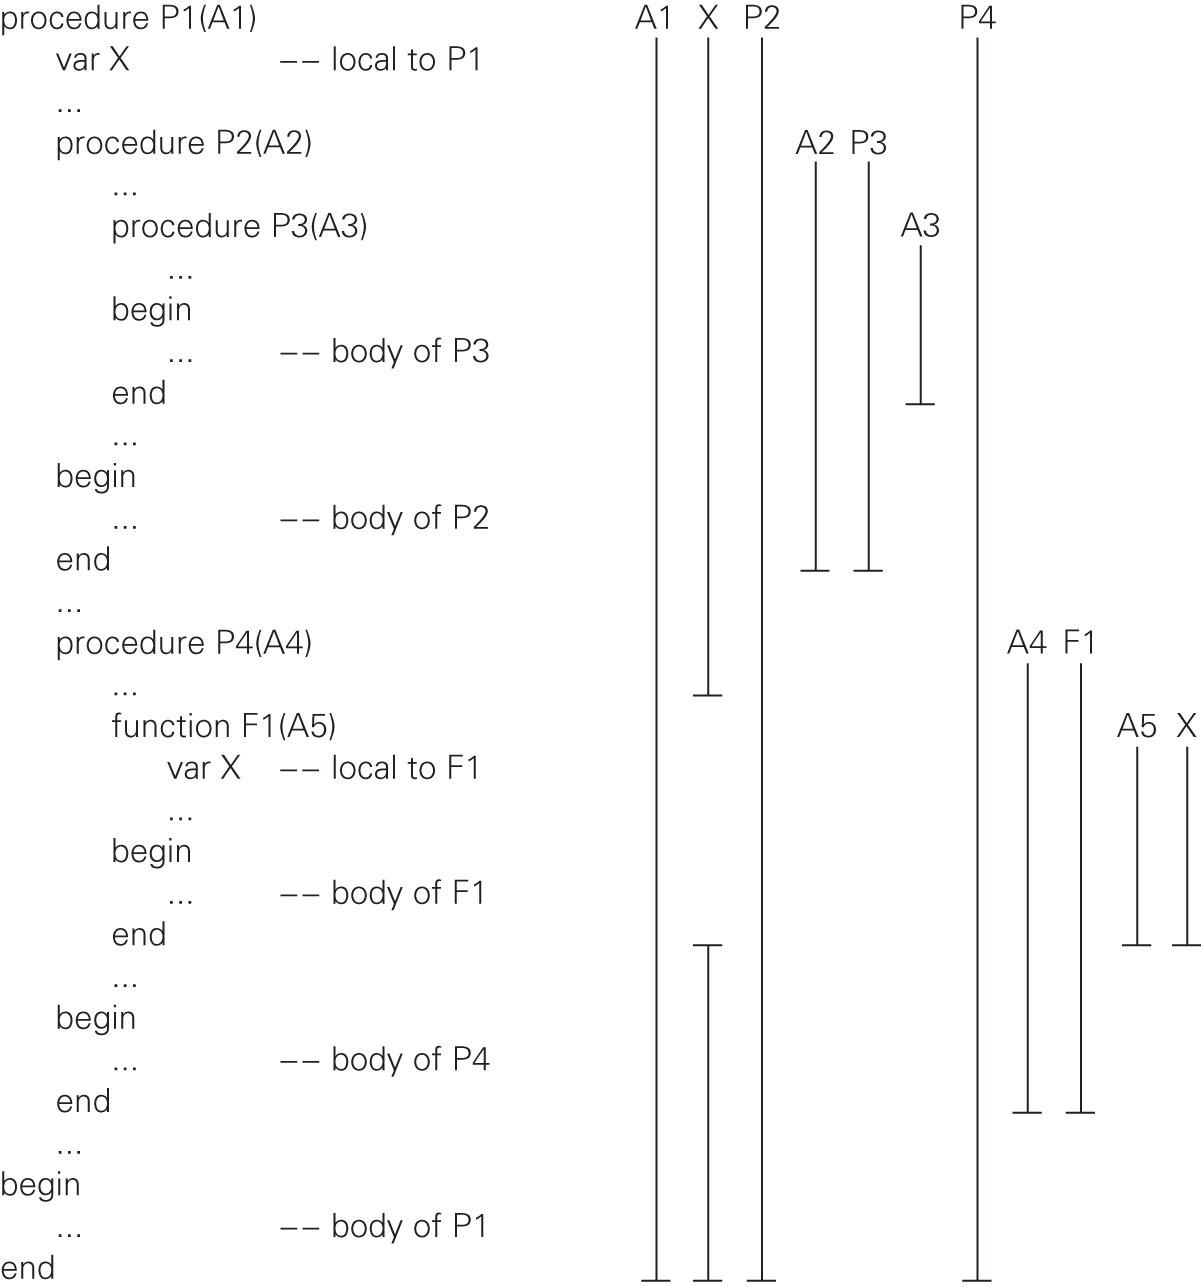 procedure P1(A1) A1 X P2 P4
var X −− local to P1
...
procedure P2(A2) A2 P3
...
procedure P3(A3) A3
...
begin
... −− body of P3
end
...
begin
... −− body of P2
end
...
procedure P4(A4) A4 F1
...
function F1(A5) A5 X
var X −− local to F1
...
begin
... −− body of F1
end
...
begin
... −− body of P4
end
...
begin
... −− body of P1
end